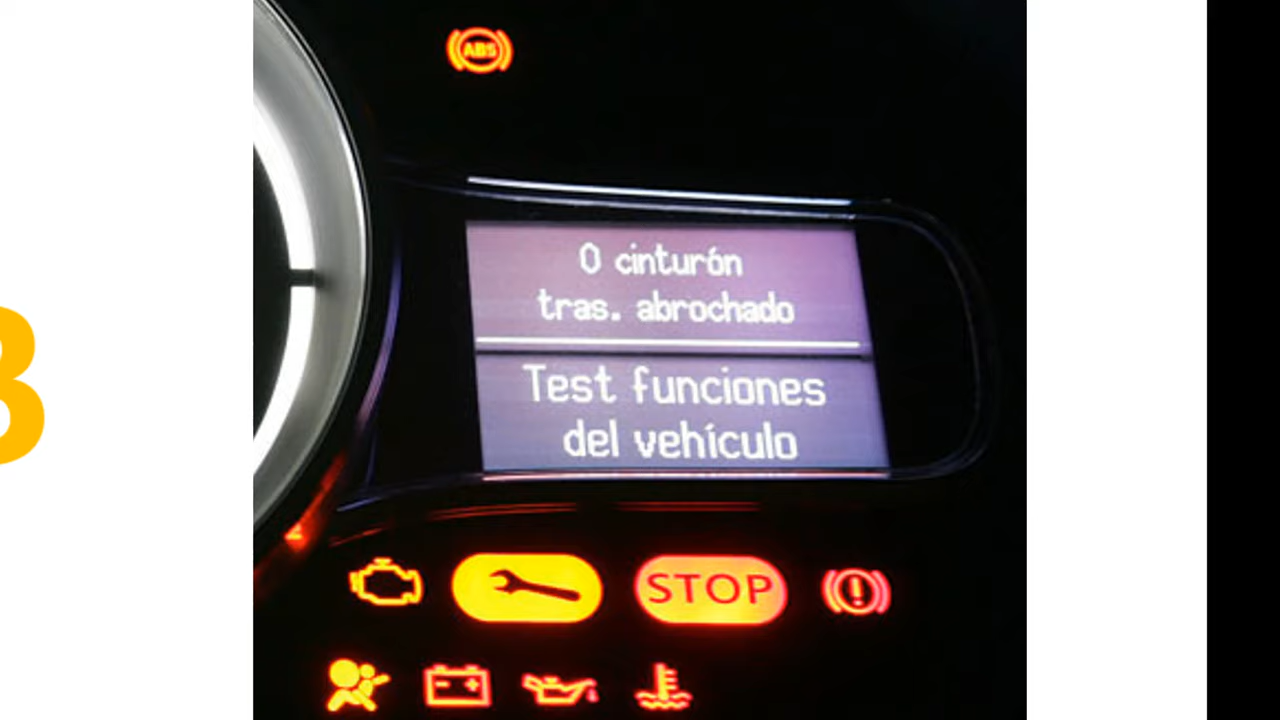 ABS
0 cinturón
tras. abrochado
Test funciones
del vehículo
STOP